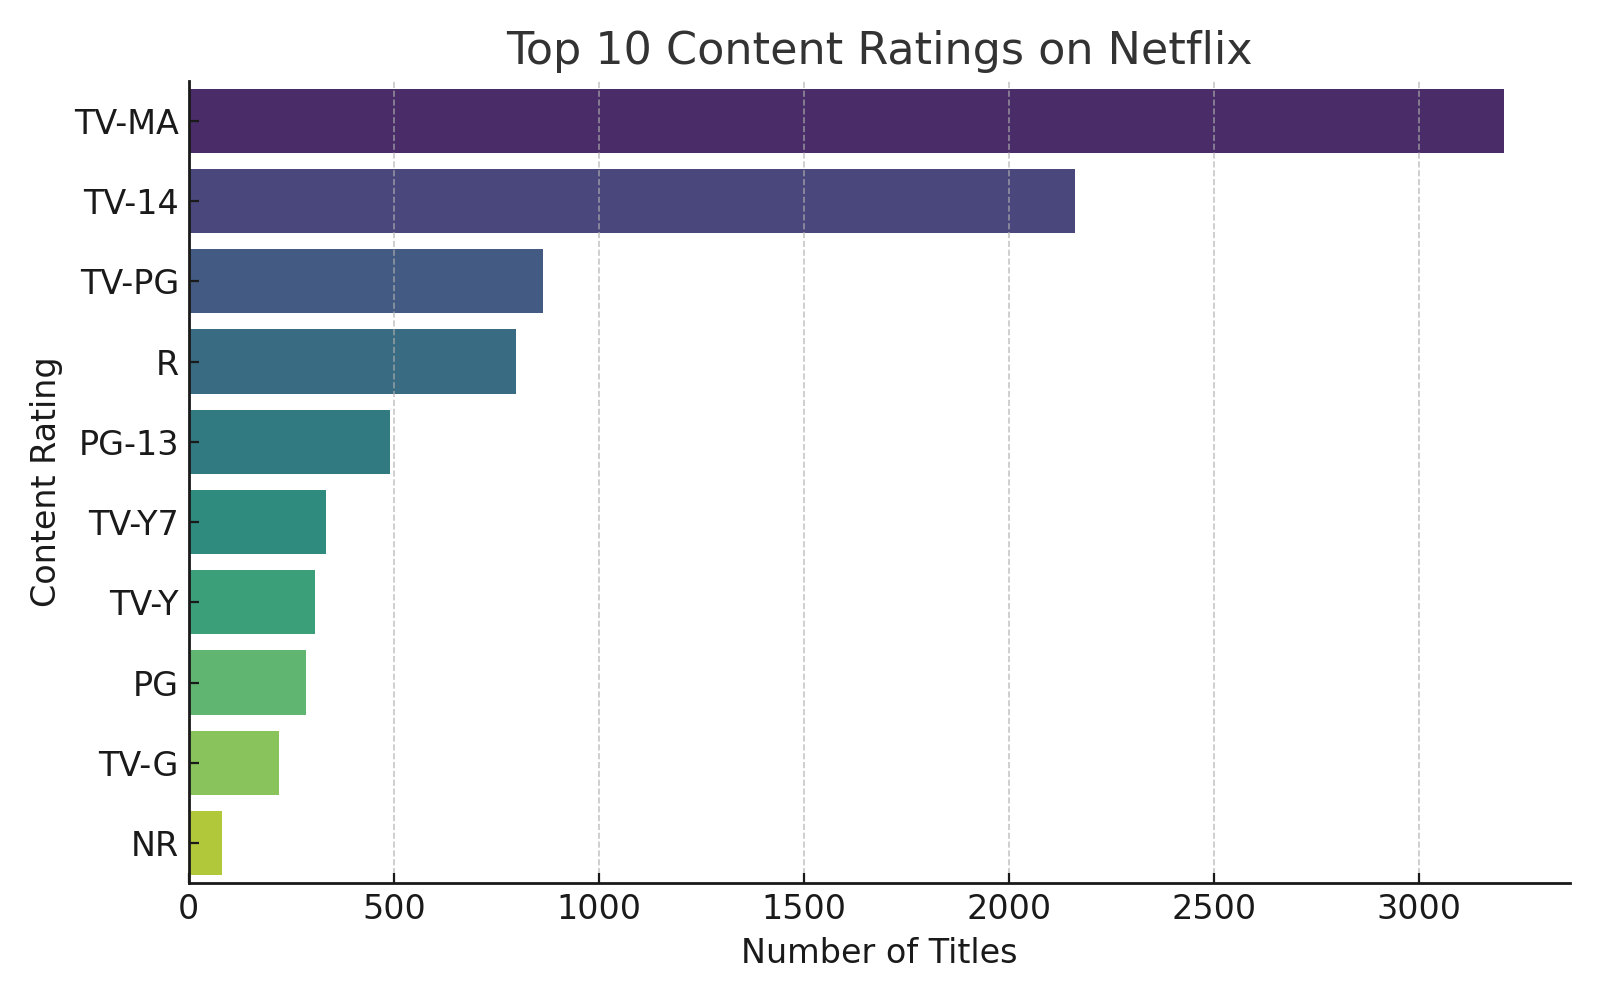 Top 10 Content Ratings on Netflix
TV-MA
TV-14
TV-PG
R
PG-13
TV-Y7
TV-Y
PG
TV-G
NR
Content Rating
0 500 1000 1500 2000 2500 3000
Number of Titles